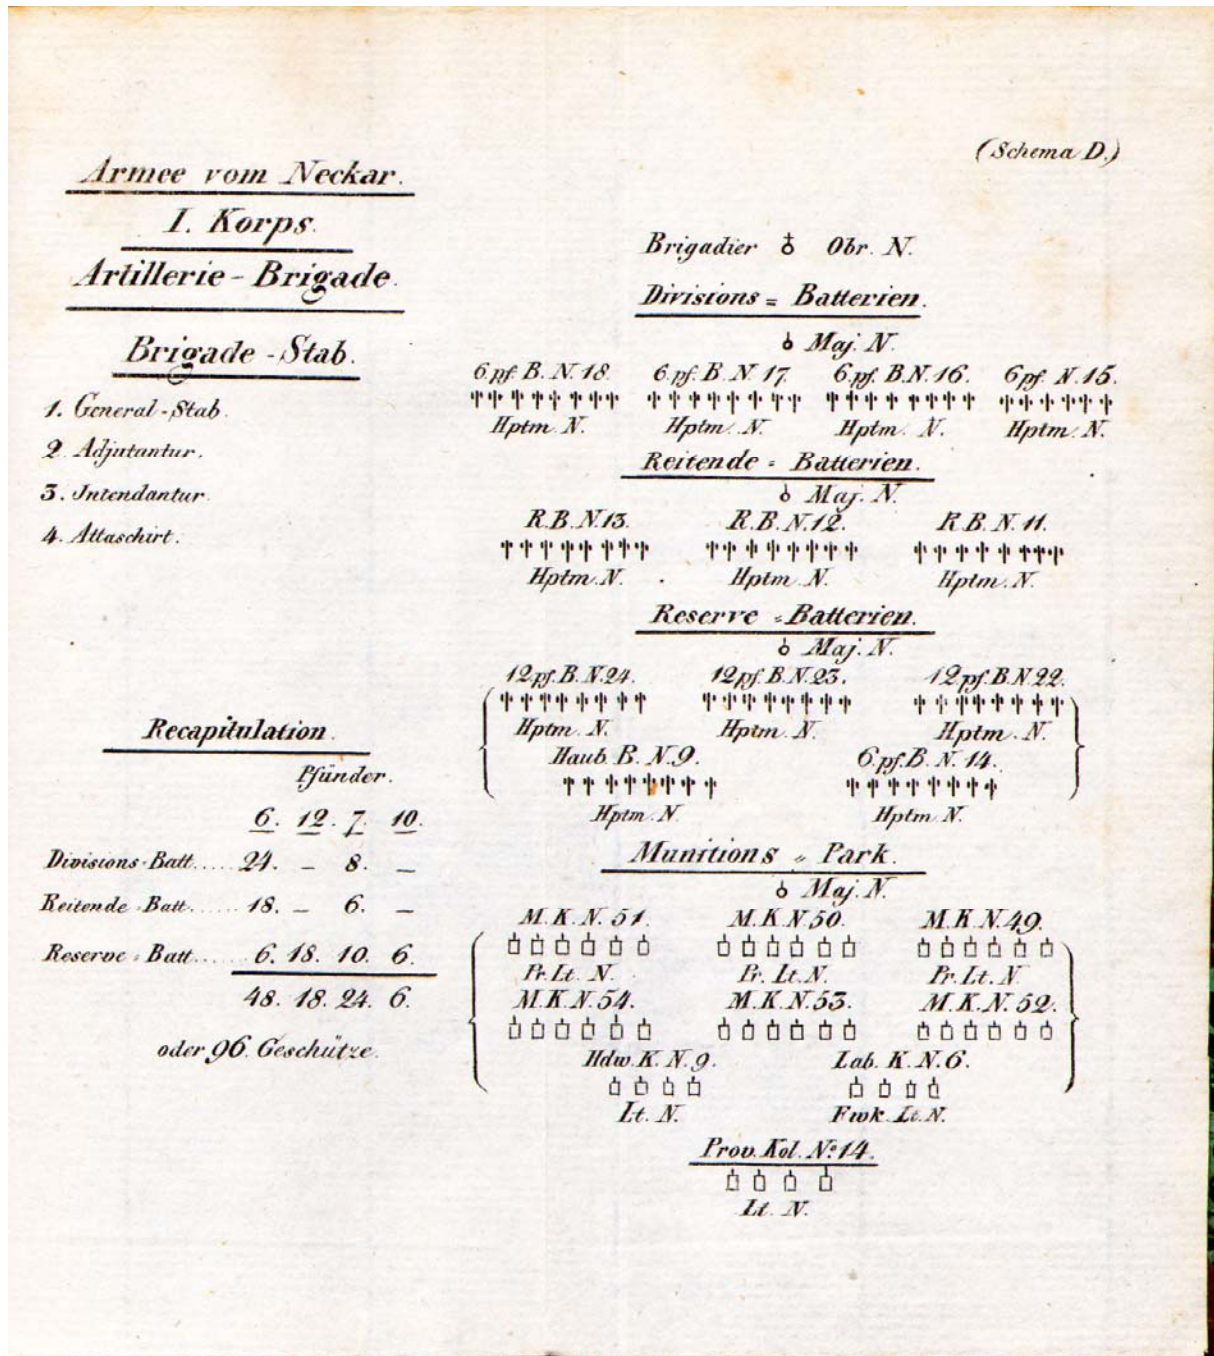 (Schema D.)
Armee vom Neckar.
I. Korps.
Artillerie-Brigade.
Brigade-Stab.
1. General-Stab.
2. Adjutantur.
3. Intendantur.
4. Attaschirt.
Recapitulation.
Pfünder.
6. 12. 7. 10.
Divisions-Batt..... 24. – 8. –
Reitende-Batt...... 18. – 6. –
Reserve-Batt..... 6. 18. 10. 6.
48. 18. 24. 6.
oder 96. Geschütze.
Brigadier Obr. N.
Divisions=Batterien.
Maj. N.
6.pf. B. N. 18. 6.pf. B. N. 17. 6.pf. B. N. 16. 6pf. N. 15.
Hptm. N. Hptm. N. Hptm. N. Hptm. N.
Reitende=Batterien.
Maj. N.
R. B. N. 13. R. B. N. 12. R. B. N. 11.
Hptm. N. Hptm. N. Hptm. N.
Reserve=Batterien.
Maj. N.
12.pf. B. N. 24. 12.pf. B. N. 23. 12.pf. B. N. 22.
Hptm. N. Hptm. N. Hptm. N.
Haub. B. N. 9. 6.pf. B. N. 14.
Hptm. N. Hptm. N.
Munitions=Park.
Maj. N.
M. K. N. 51. M. K. N. 50. M. K. N. 49.
Pr. Lt. N. Pr. Lt. N. Pr. Lt. N.
M. K. N. 54. M. K. N. 53. M. K. N. 52.
Hdw. K. N. 9. Lab. K. N. 6.
Lt. N. Fwk. Lt. N.
Prov. Kol. No. 14.
Lt. N.